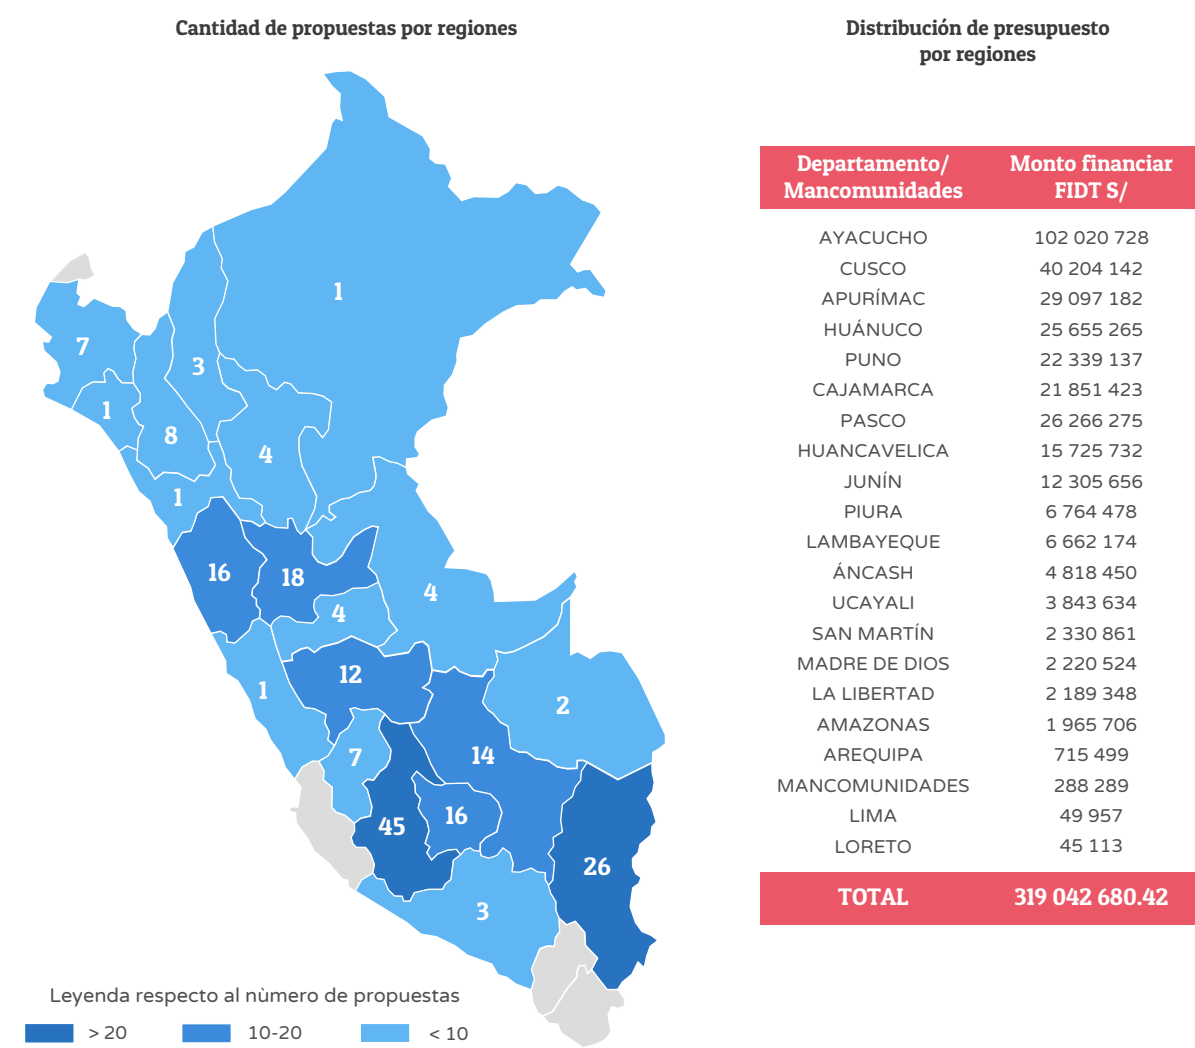 Cantidad de propuestas por regiones
1
7
3
1
8
4
1
16
18
4
4
12
1
2
7
14
16
45
26
3
Leyenda respecto al nùmero de propuestas
> 20
10-20
< 10
Distribución de presupuesto
por regiones
Departamento/ Monto financiar
Mancomunidades FIDT S/
AYACUCHO 102 020 728
CUSCO 40 204 142
APURÍMAC 29 097 182
HUÁNUCO 25 655 265
PUNO 22 339 137
CAJAMARCA 21 851 423
PASCO 26 266 275
HUANCAVELICA 15 725 732
JUNÍN 12 305 656
PIURA 6 764 478
LAMBAYEQUE 6 662 174
ÁNCASH 4 818 450
UCAYALI 3 843 634
SAN MARTÍN 2 330 861
MADRE DE DIOS 2 220 524
LA LIBERTAD 2 189 348
AMAZONAS 1 965 706
AREQUIPA 715 499
MANCOMUNIDADES 288 289
LIMA 49 957
LORETO 45 113
TOTAL 319 042 680.42